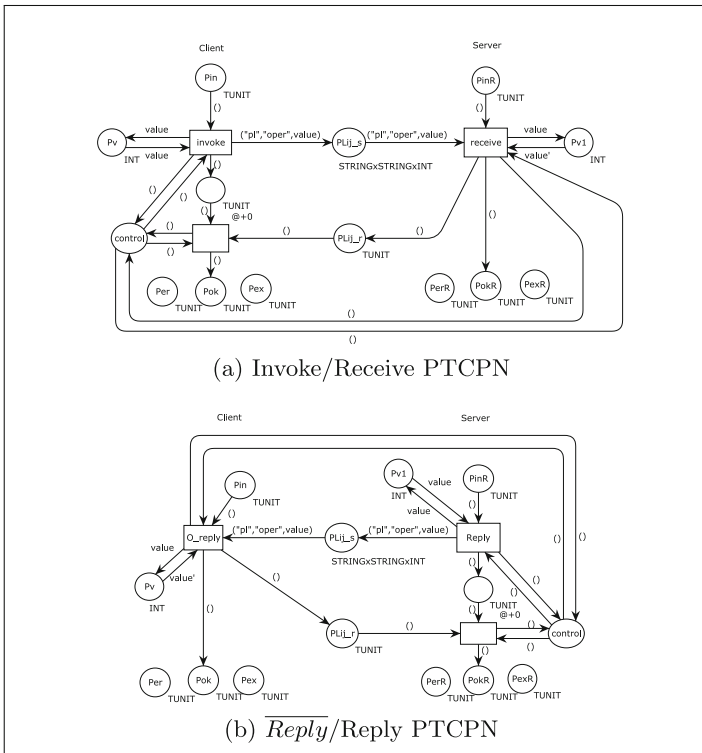 Client Server
Pin
TUNIT
()
PinR
TUNIT
()
Pv
INT
value
value
invoke
("pl","oper",value)
PLij_s
STRINGxSTRINGxINT
("pl","oper",value)
receive
value
value'
Pv1
INT
()
()
()
TUNIT
()
@+0
control
()
()
()
PLij_r
TUNIT
()
()
()
Per
TUNIT
Pok
TUNIT
Pex
TUNIT
PerR
TUNIT
PokR
TUNIT
PexR
TUNIT
()
()
(a) Invoke/Receive PTCPN
Client Server
Pin
TUNIT
()
Pv1
INT
value
value
PinR
TUNIT
()
O_reply
("pl","oper",value)
PLij_s
STRINGxSTRINGxINT
("pl","oper",value)
Reply
()
()
value
value'
Pv
INT
()
()
()
()
()
TUNIT
()
@+0
PLij_r
TUNIT
()
()
()
control
()
Per
TUNIT
Pok
TUNIT
Pex
TUNIT
PerR
TUNIT
PokR
TUNIT
PexR
TUNIT
(b) Reply/Reply PTCPN